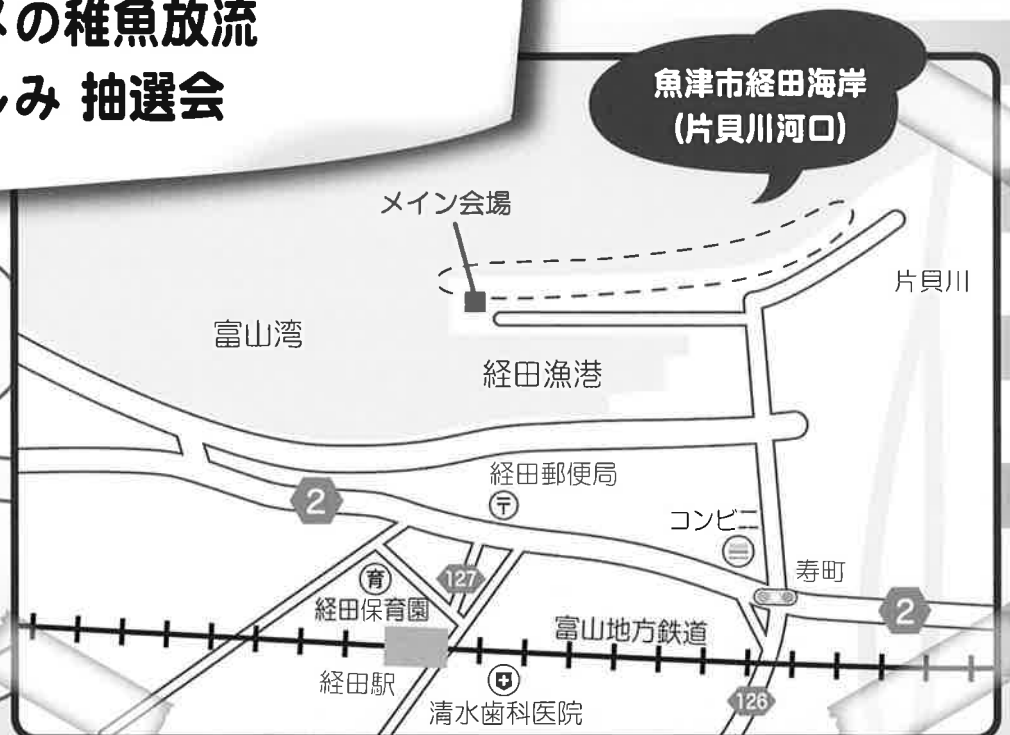 の稚魚放流
み 抽選会
魚津市経田海岸
(片貝川河口)
メイン会場
片貝川
富山湾
経田漁港
経田郵便局
〒
2
コンビニ
127
育
経田保育園
寿町
2
富山地方鉄道
経田駅
清水歯科医院
126